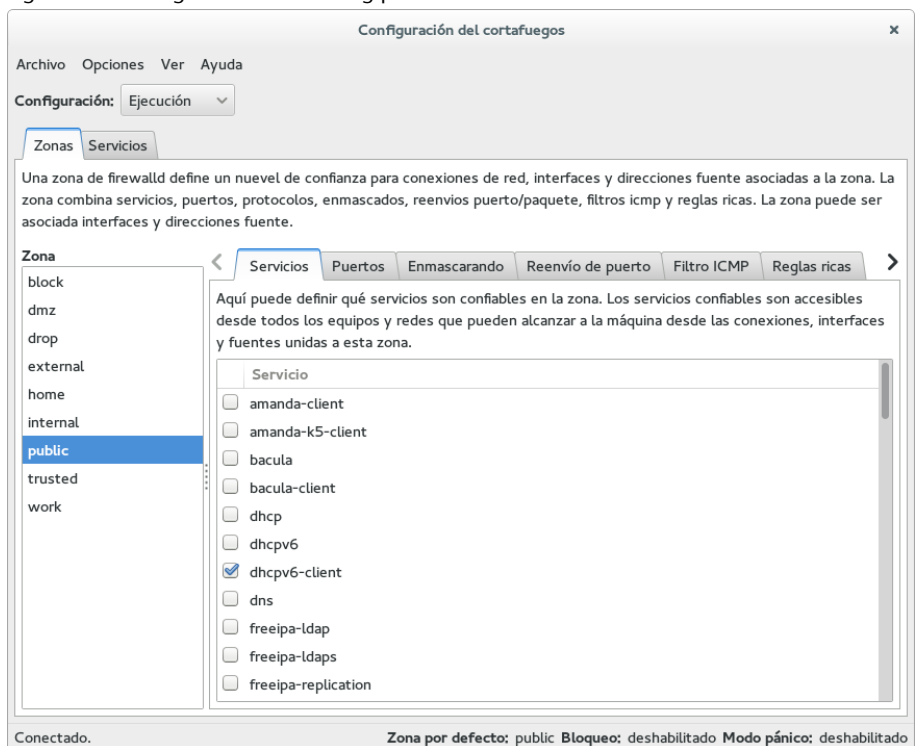 Configuración del cortafuegos
Archivo Opciones Ver Ayuda
Configuración: Ejecución
Zonas Servicios
Una zona de firewalld define un nuevel de confianza para conexiones de red, interfaces y direcciones fuente asociadas a la zona. La
zona combina servicios, puertos, protocolos, enmascados, reenvios puerto/paquete, filtros icmp y reglas ricas. La zona puede ser
asociada interfaces y direcciones fuente.
Zona
block
dmz
drop
external
home
internal
public
trusted
work
Servicios Puertos Enmascarando Reenvío de puerto Filtro ICMP Reglas ricas
Aquí puede definir qué servicios son confiables en la zona. Los servicios confiables son accesibles
desde todos los equipos y redes que pueden alcanzar a la máquina desde las conexiones, interfaces
y fuentes unidas a esta zona.
Servicio
amanda-client
amanda-k5-client
bacula
bacula-client
dhcp
dhcpv6
dhcpv6-client
dns
freeipa-ldap
freeipa-ldaps
freeipa-replication
Conectado.
Zona por defecto: public Bloqueo: deshabilitado Modo pánico: deshabilitado